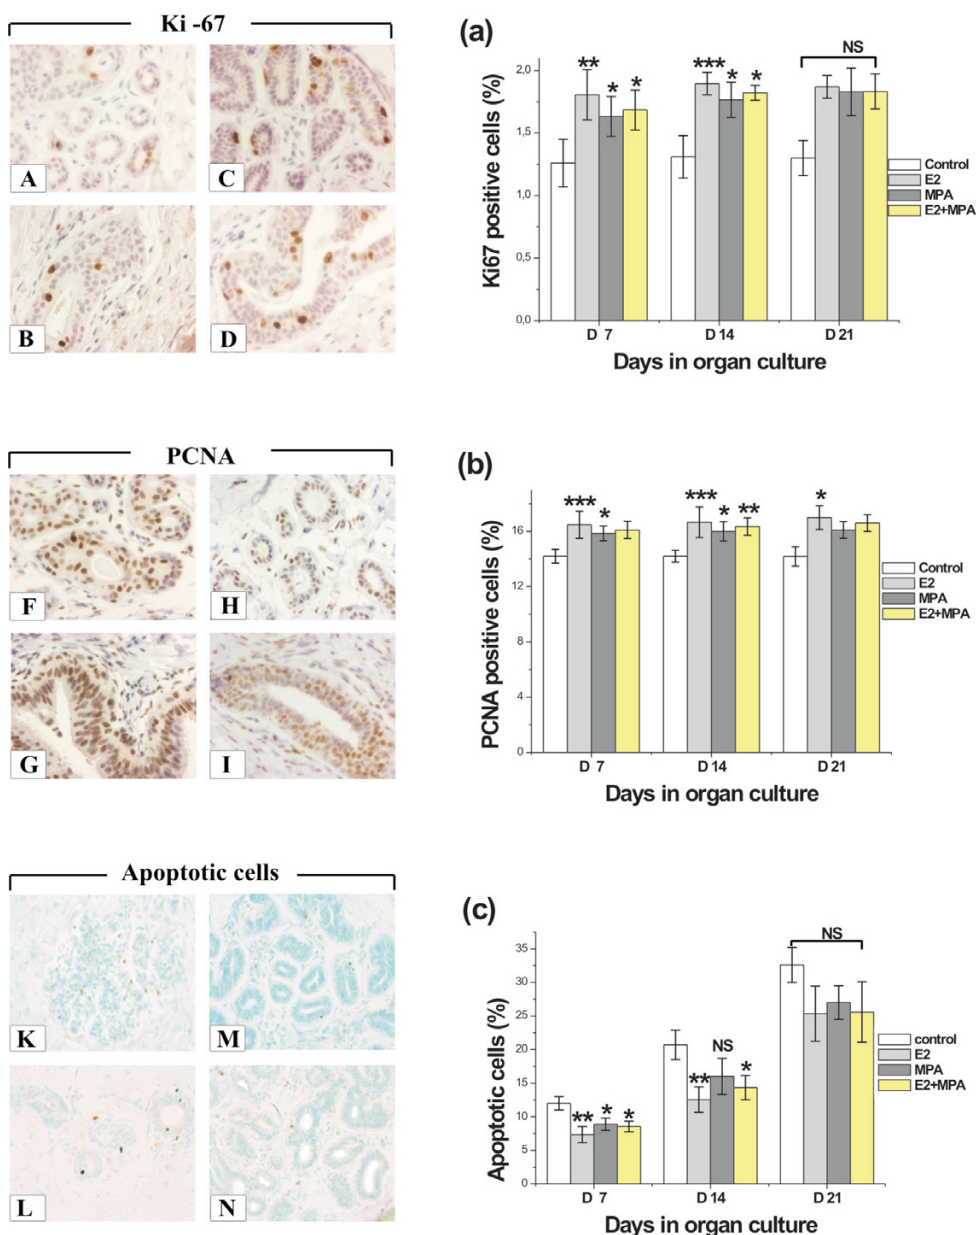 Ki -67
A
C
B
D
(a)
** * *
*** * *
NS
Ki67 positive cells (%)
2,0
1,5
1,0
0,5
0,0
D 7 D 14 D 21
Days in organ culture
Control
E2
MPA
E2+MPA
PCNA
F
H
G
I
(b)
*** *
*** * **
*
PCNA positive cells (%)
16
12
8
4
0
D 7 D 14 D 21
Days in organ culture
Control
E2
MPA
E2+MPA
Apoptotic cells
K
M
L
N
(c)
** * *
** NS *
NS
Apoptotic cells (%)
35
30
25
20
15
10
5
0
D 7 D 14 D 21
Days in organ culture
control
E2
MPA
E2+MPA